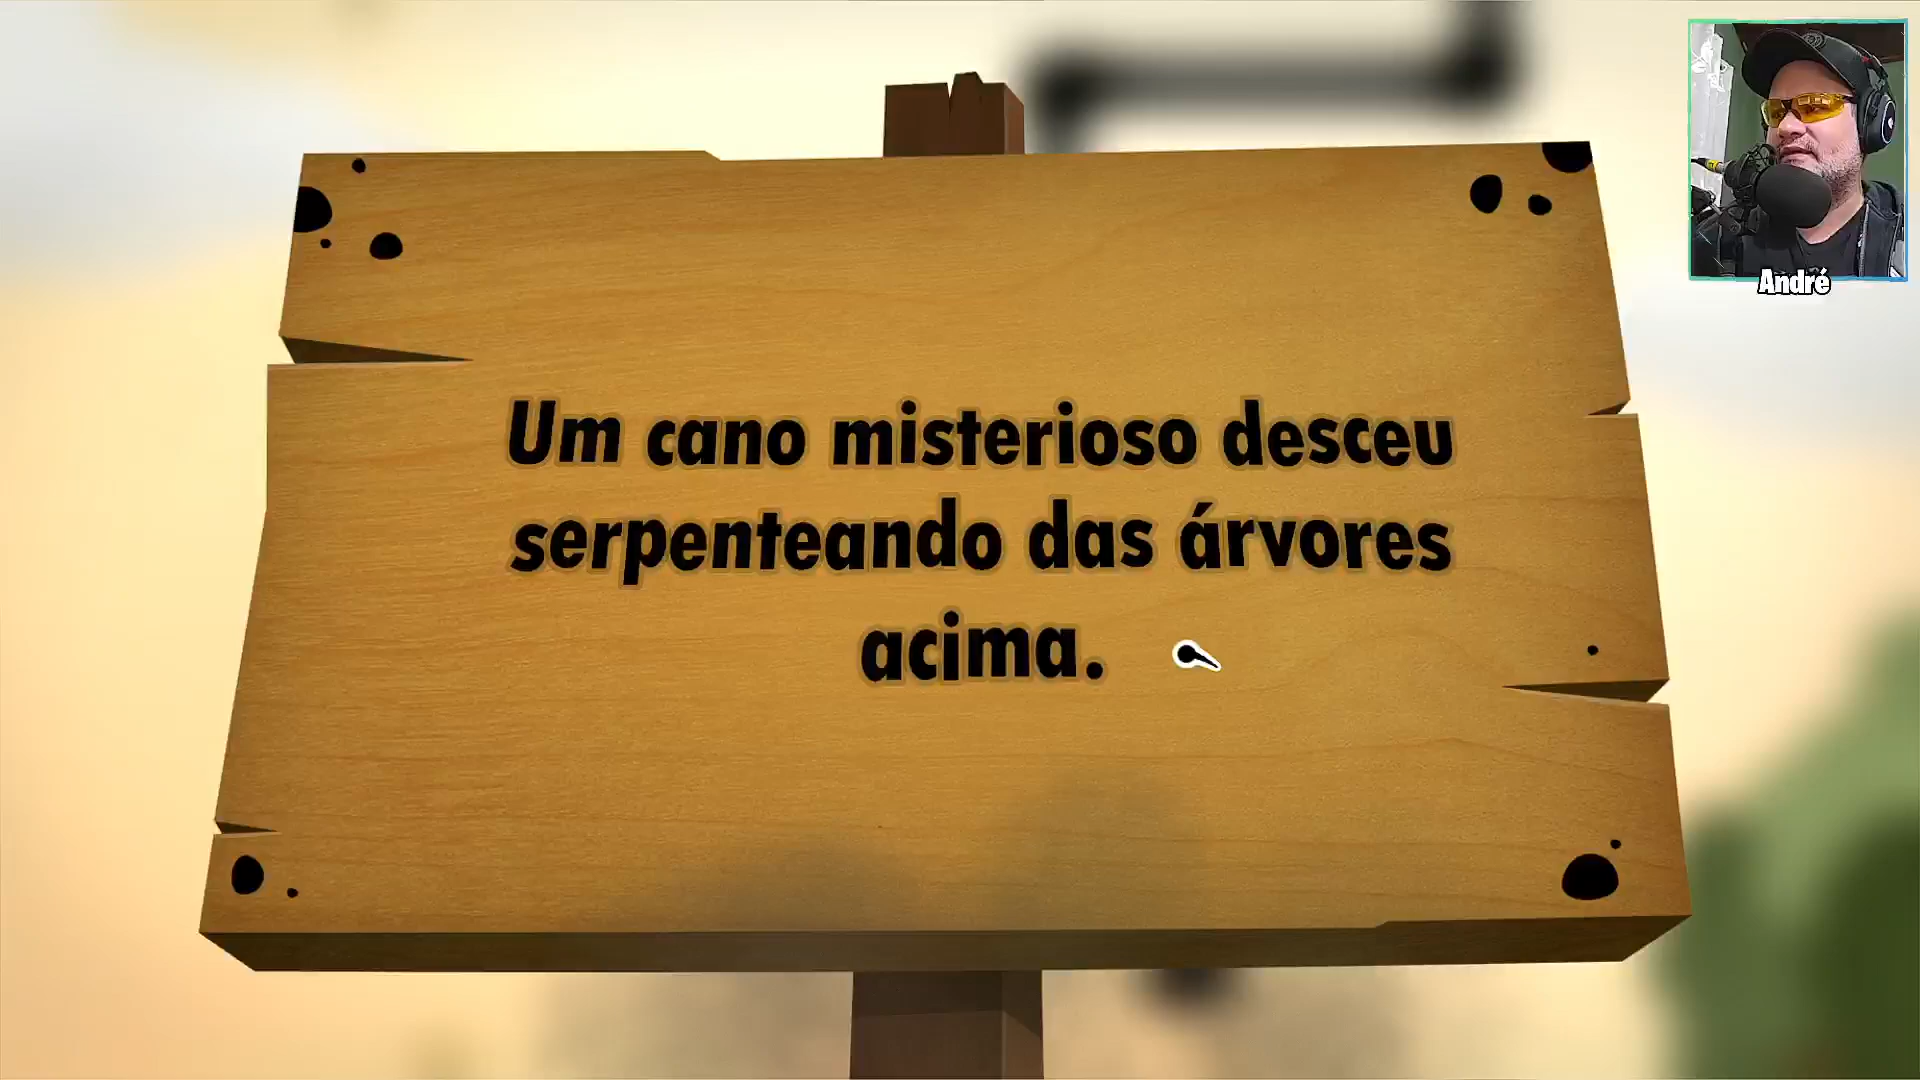 André
Um cano misterioso desceu
serpenteando das árvores
acima.